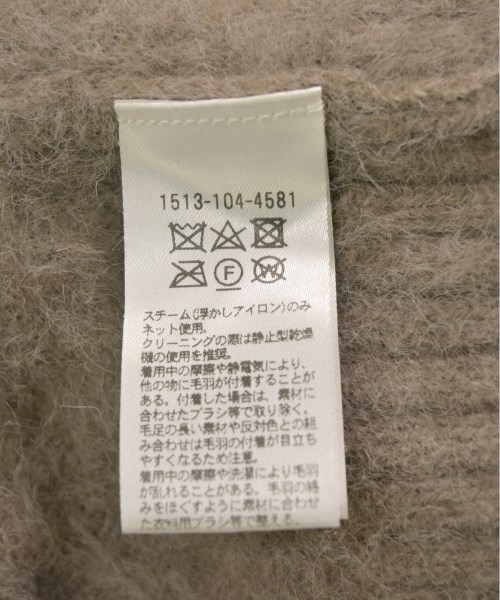 1513-104-4581
F W
スチーム(浮かしアイロン)のみ
ネット使用。
クリーニングの際は静止型乾燥
機の使用を推奨。
着用中の摩擦や静電気により、
他の物に毛羽が付着することが
ある。付着した場合は、素材に
合わせたブラシ等で取り除く。
毛足の長い素材や反対色との組
み合わせは毛羽の付着が目立ち
やすくなるため注意。
着用中の摩擦や洗濯により毛羽
が乱れることがある。毛羽の絡
みをほぐすように素材に合わせ
た衣料用ブラシ等で整える。